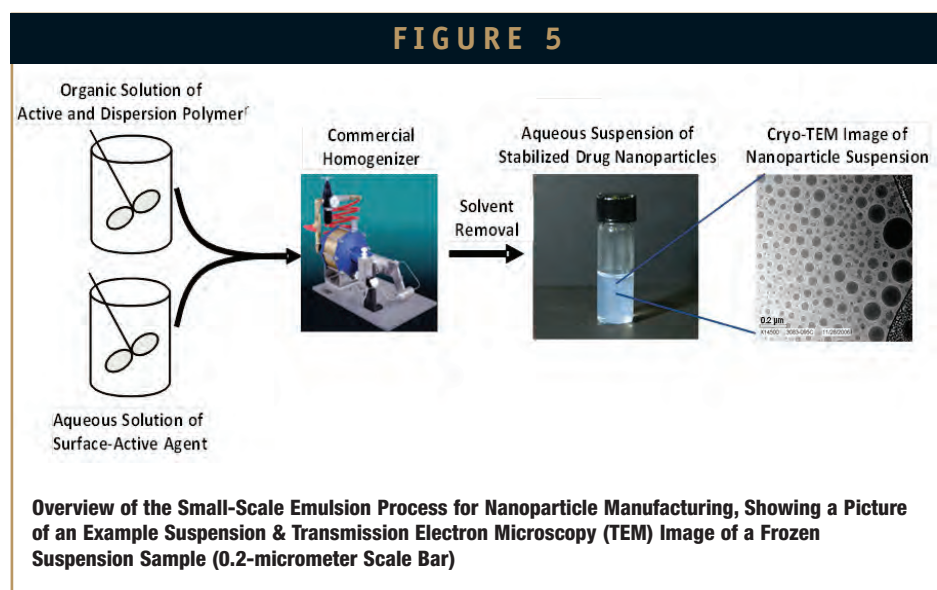 FIGURE 5
Organic Solution of
Active and Dispersion Polymer
Commercial
Homogenizer
Aqueous Suspension of
Stabilized Drug Nanoparticles
Cryo-TEM Image of
Nanoparticle Suspension
Solvent
Removal
0.2 µm
Aqueous Solution of
Surface-Active Agent
Overview of the Small-Scale Emulsion Process for Nanoparticle Manufacturing, Showing a Picture
of an Example Suspension & Transmission Electron Microscopy (TEM) Image of a Frozen
Suspension Sample (0.2-micrometer Scale Bar)